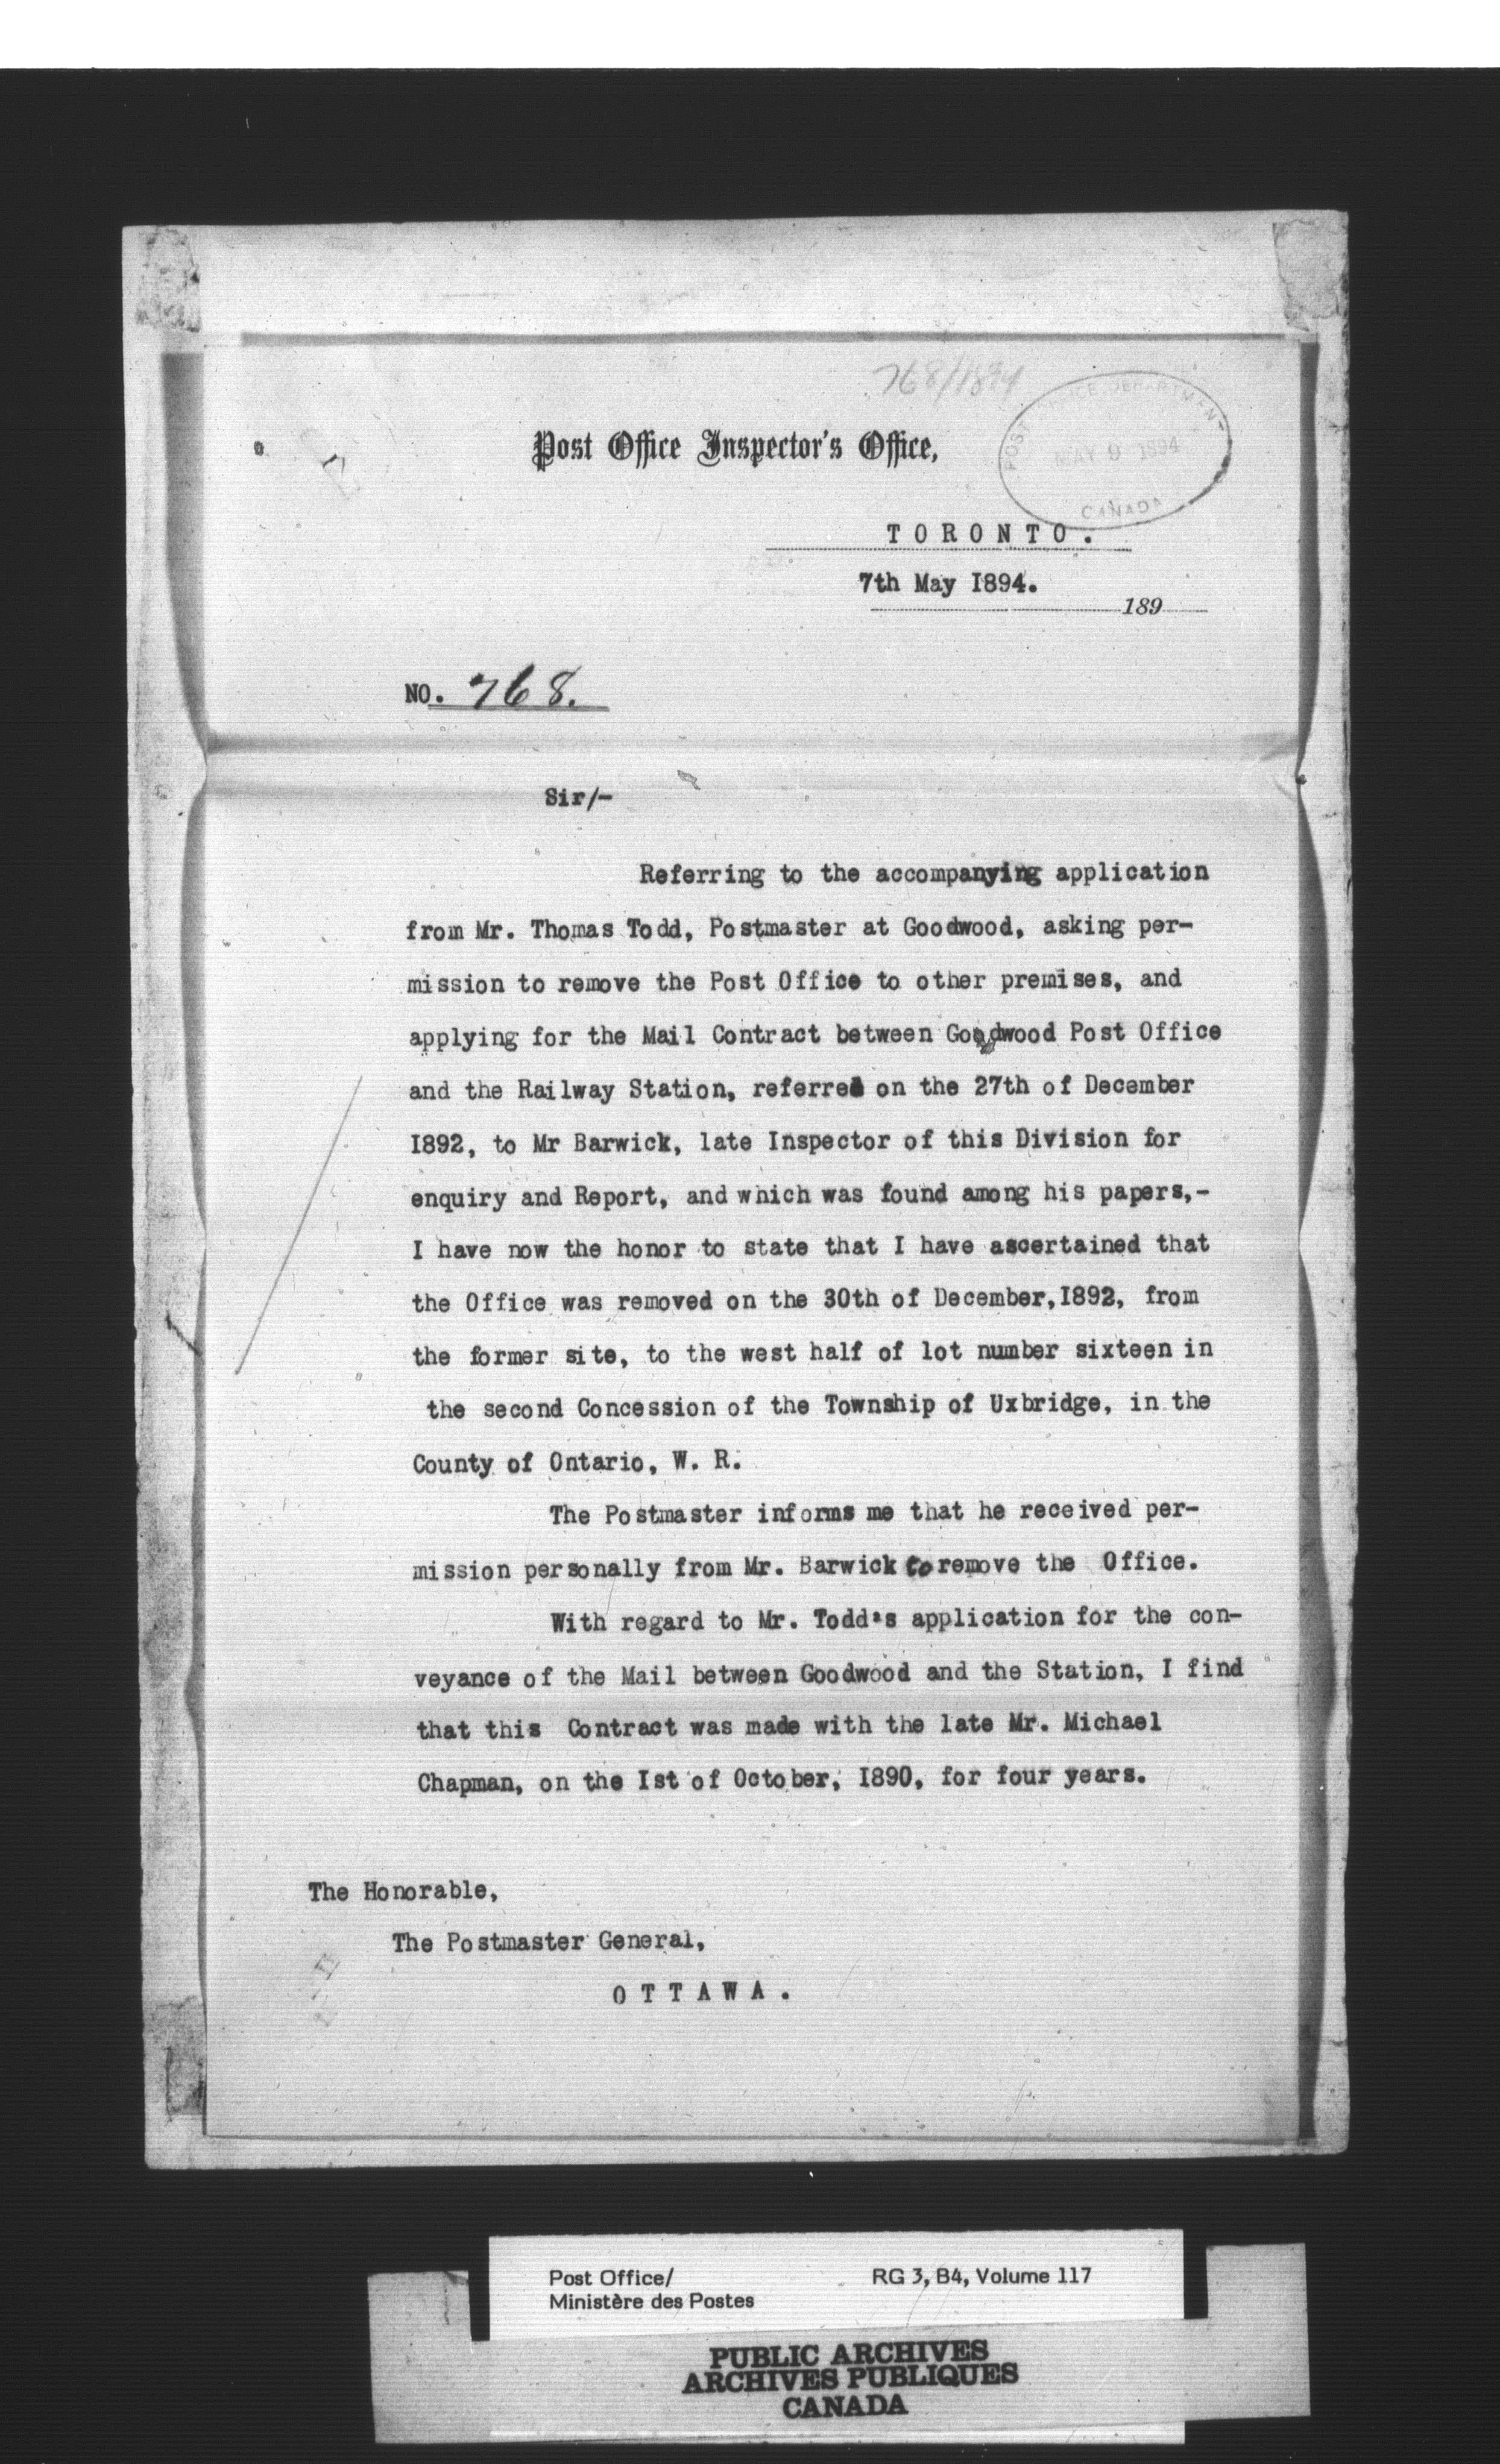 768/1894
POST OFFICE DEPARTMENT
MAY 9 1894
CANADA
Post Office Inspector's Office,
TORONTO.
7th May I894.
189
NO. 768.
Sir/-
Referring to the accompanying application
from Mr. Thomas Todd, Postmaster at Goodwood, asking per-
mission to remove the Post Office to other premises, and
applying for the Mail Contract between Goodwood Post Office
and the Railway Station, referred on the 27th of December
I892, to Mr Barwick, late Inspector of this Division for
enquiry and Report, and which was found among his papers,-
I have now the honor to state that I have ascertained that
the Office was removed on the 30th of December,I892, from
the former site, to the west half of lot number sixteen in
the second Concession of the Township of Uxbridge, in the
County of Ontario, W. R.
The Postmaster informs me that he received per-
mission personally from Mr. Barwick to remove the Office.
With regard to Mr. Todd's application for the con-
veyance of the Mail between Goodwood and the Station, I find
that this Contract was made with the late Mr. Michael
Chapman, on the Ist of October, I890, for four years.
The Honorable,
The Postmaster General,
OTTAWA.
Post Office/ RG 3, B4, Volume 117
Ministère des Postes
PUBLIC ARCHIVES
ARCHIVES PUBLIQUES
CANADA